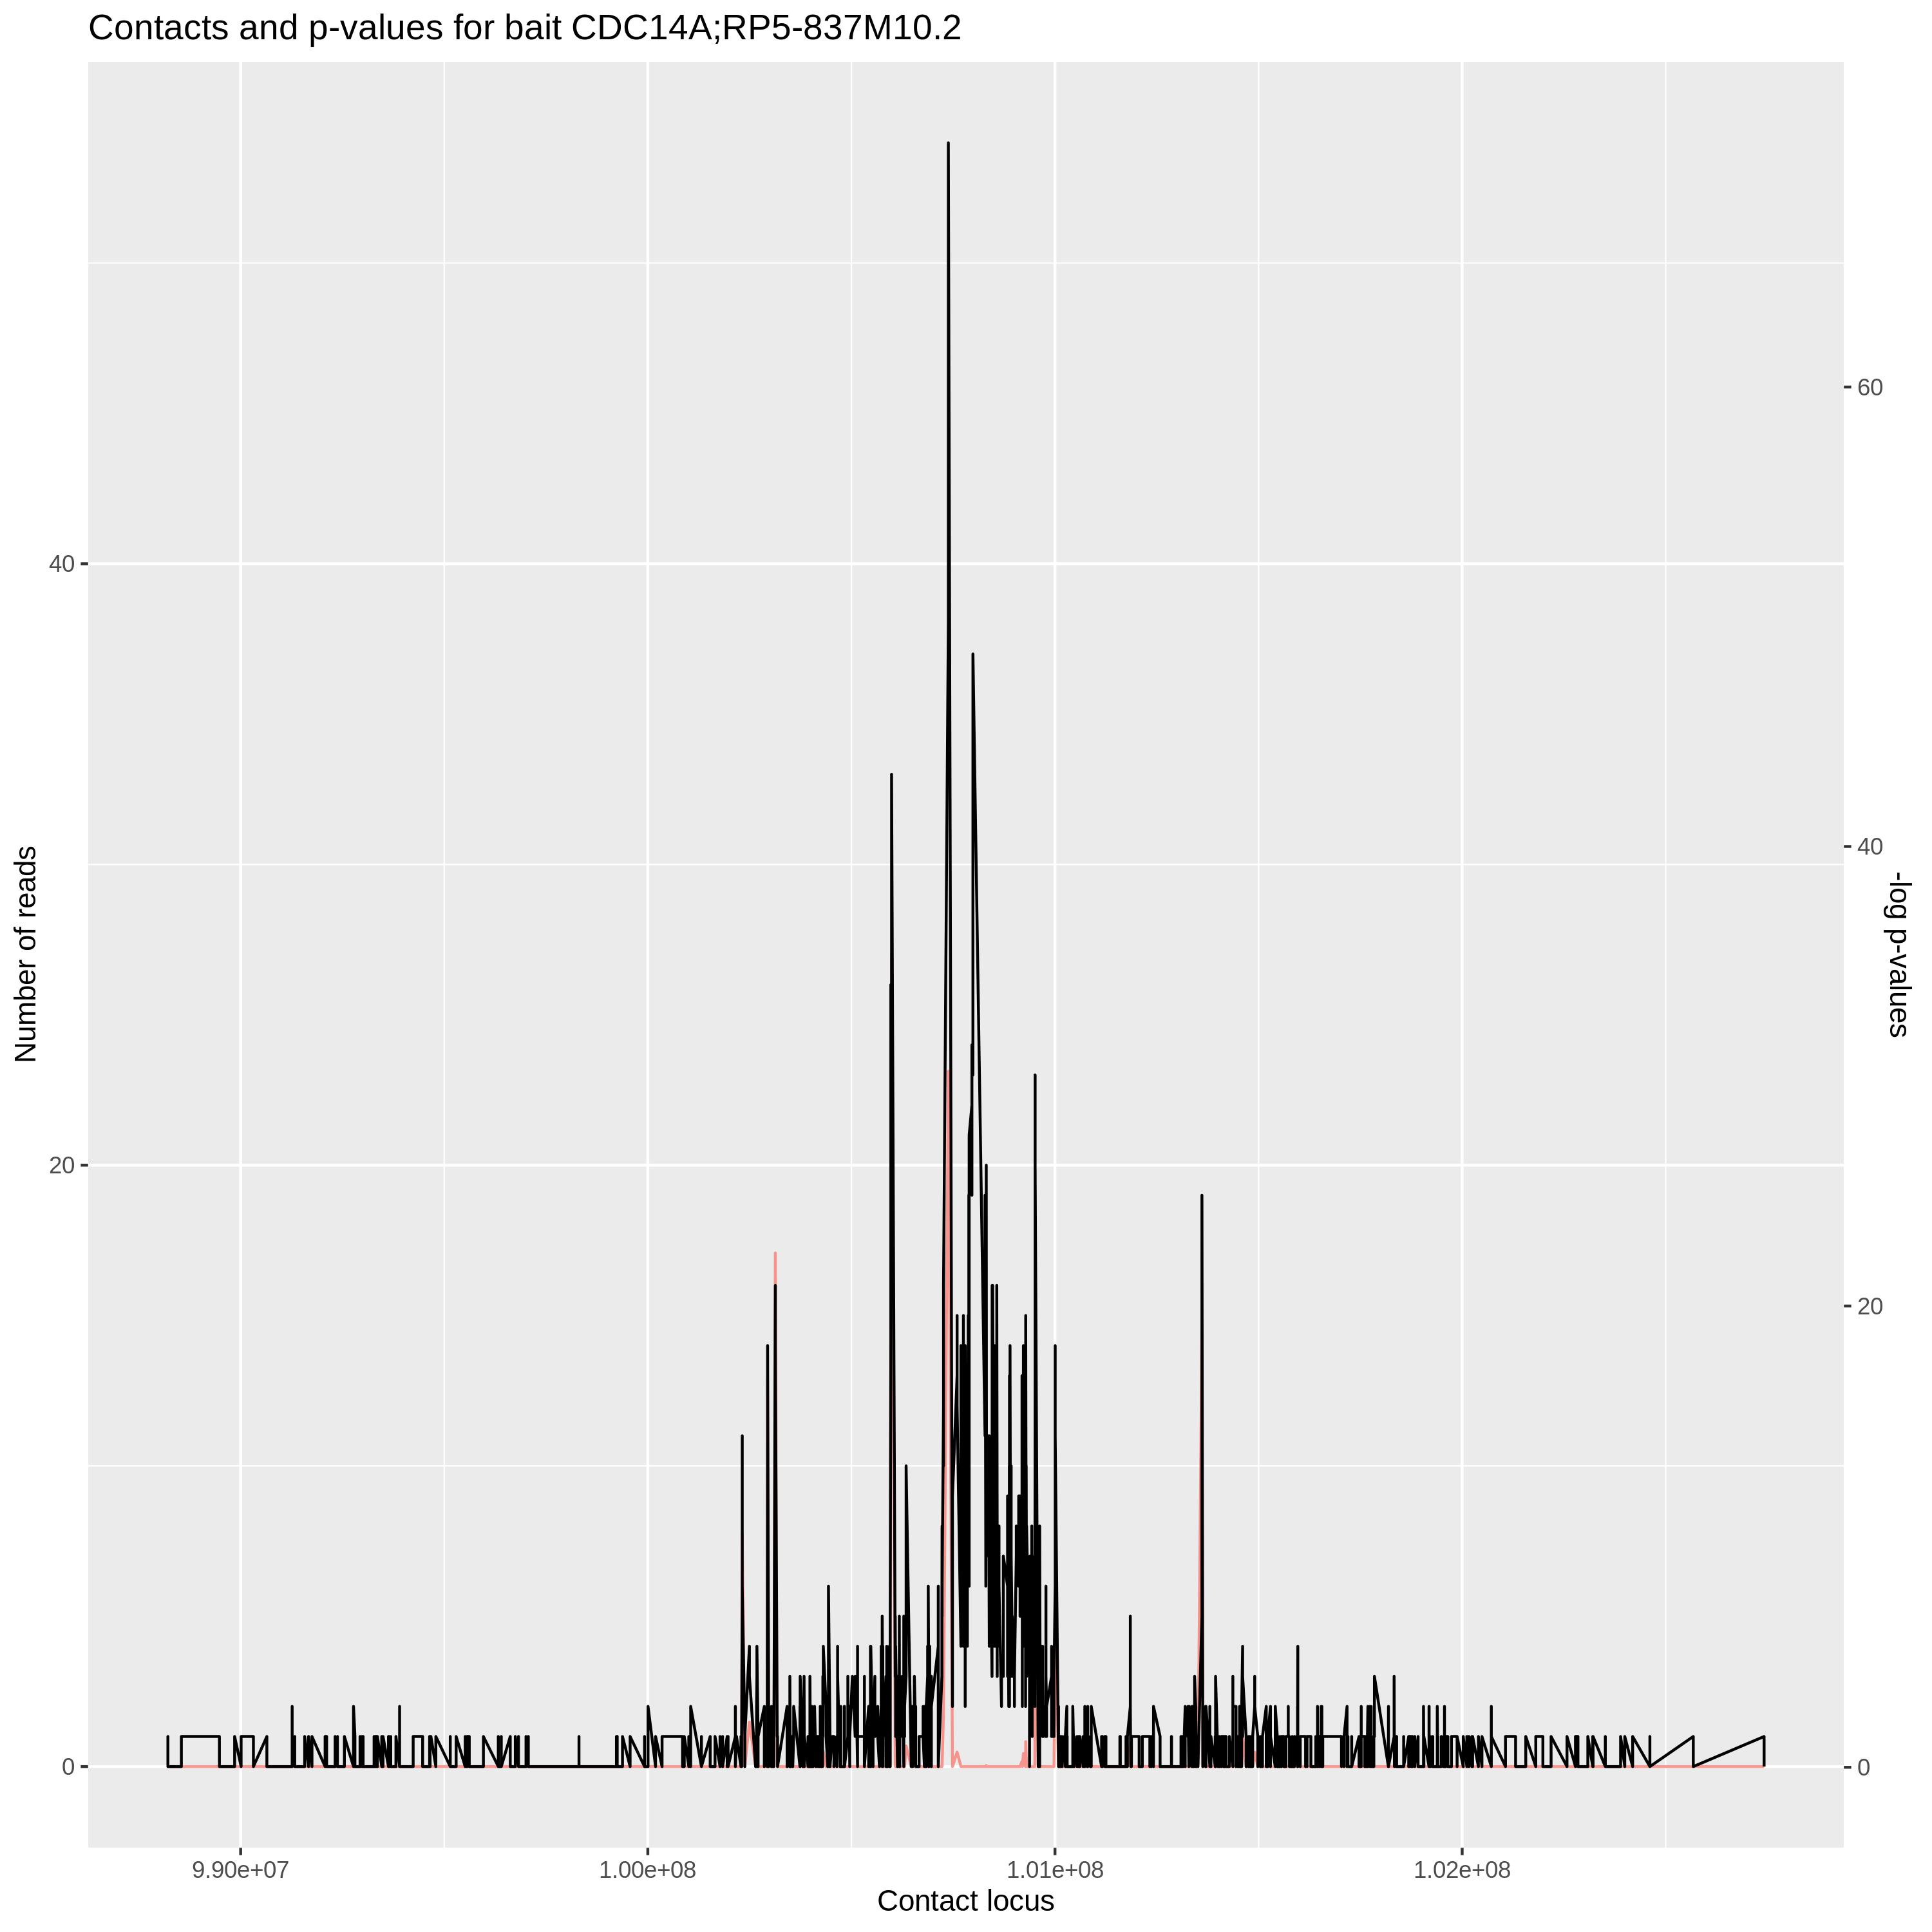 Contacts and p-values for bait CDC14A;RP5-837M10.2
60
40
40
Number of reads
-log p-values
20
20
0
0
9.90e+07 1.00e+08 1.01e+08 1.02e+08
Contact locus